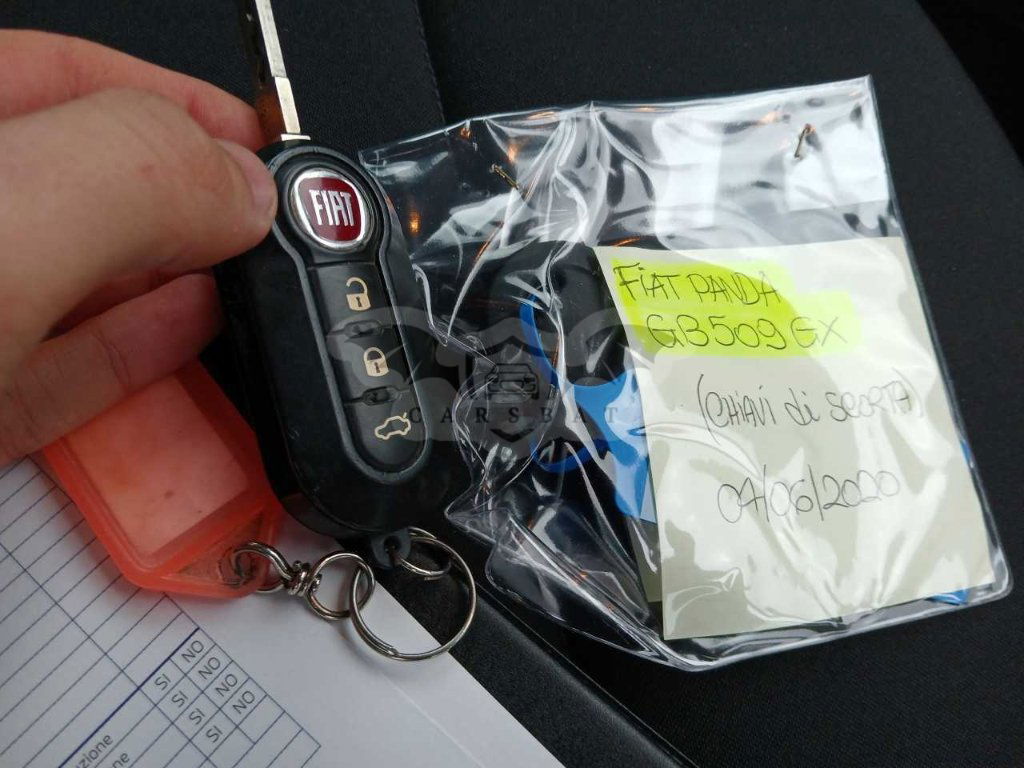 FIAT
FIAT PANDA
GB509GX
(CHIAVI di SCORTA)
04/06/2020
CARSBAT
SI NO
SI NO
SI NO
SI NO